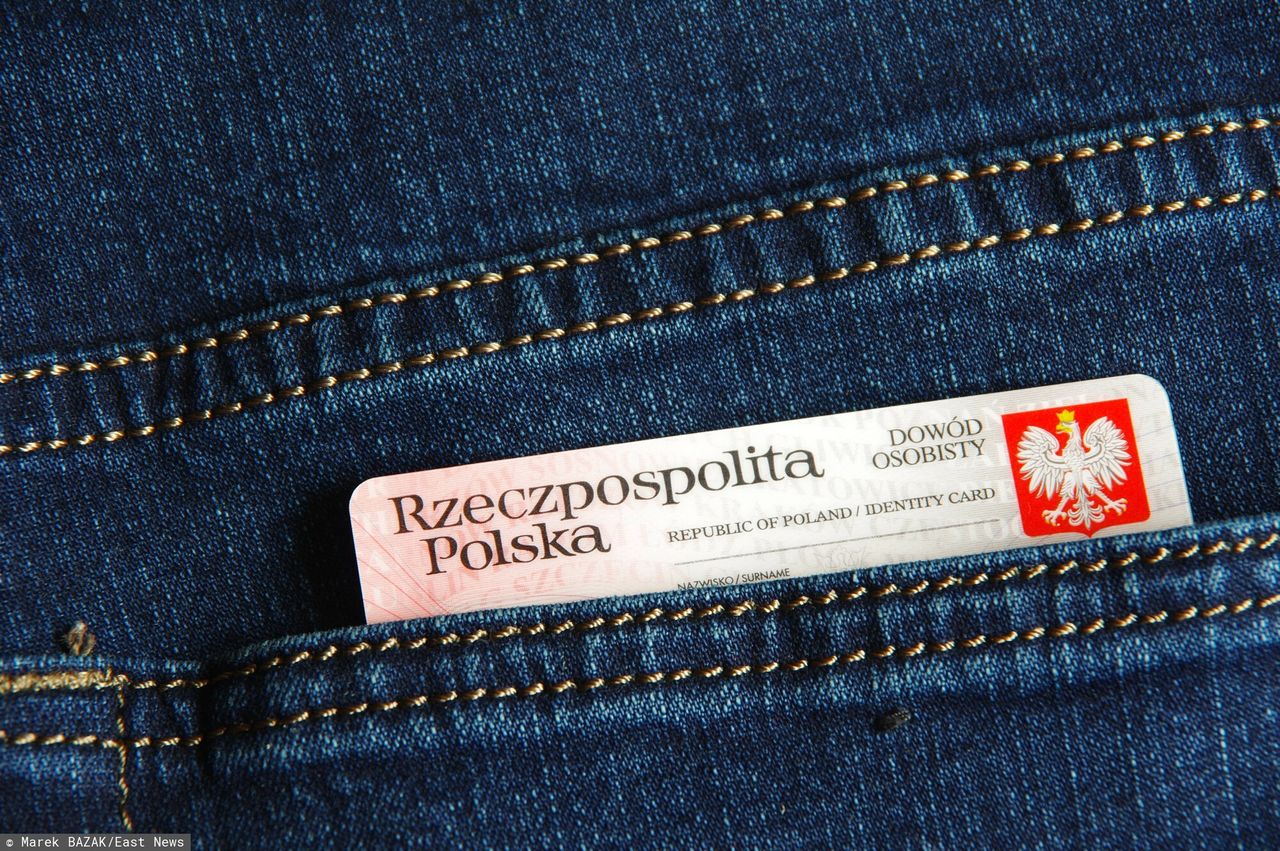 Rzeczpospolita
Polska
DOWÓD
OSOBISTY
REPUBLIC OF POLAND / IDENTITY CARD
NAZWISKO / SURNAME
© Marek BAZAK/East News